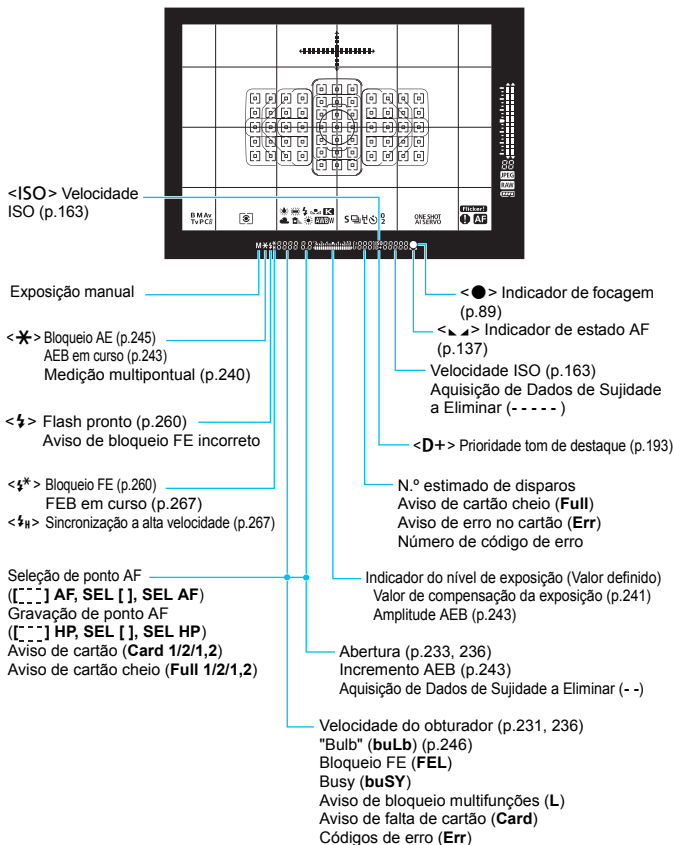 88
JPEG
RAW
Flicker!
B M Av
Tv P C3
K
AWB W
S
0
2
ONE SHOT
AI SERVO
AF
<ISO> Velocidade
ISO (p.163)
Exposição manual
<✱> Bloqueio AE (p.245)
AEB em curso (p.243)
Medição multipontual (p.240)
<⚡> Flash pronto (p.260)
Aviso de bloqueio FE incorreto
<⚡*> Bloqueio FE (p.260)
FEB em curso (p.267)
<⚡H> Sincronização a alta velocidade (p.267)
Seleção de ponto AF
([- - -] AF, SEL [ ], SEL AF)
Gravação de ponto AF
([- - -] HP, SEL [ ], SEL HP)
Aviso de cartão (Card 1/2/1,2)
Aviso de cartão cheio (Full 1/2/1,2)
<●> Indicador de focagem
(p.89)
<◣ ◢> Indicador de estado AF
(p.137)
Velocidade ISO (p.163)
Aquisição de Dados de Sujidade
a Eliminar (- - - - - )
<D+> Prioridade tom de destaque (p.193)
N.º estimado de disparos
Aviso de cartão cheio (Full)
Aviso de erro no cartão (Err)
Número de código de erro
Indicador do nível de exposição (Valor definido)
Valor de compensação da exposição (p.241)
Amplitude AEB (p.243)
Abertura (p.233, 236)
Incremento AEB (p.243)
Aquisição de Dados de Sujidade a Eliminar (- -)
Velocidade do obturador (p.231, 236)
"Bulb" (buLb) (p.246)
Bloqueio FE (FEL)
Busy (buSY)
Aviso de bloqueio multifunções (L)
Aviso de falta de cartão (Card)
Códigos de erro (Err)